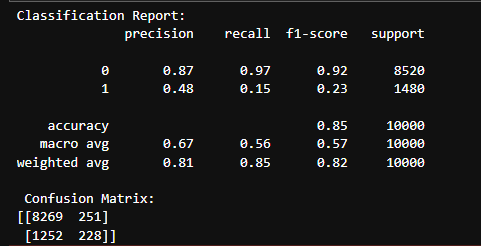 Classification Report:
precision recall f1-score support
0 0.87 0.97 0.92 8520
1 0.48 0.15 0.23 1480
accuracy 0.85 10000
macro avg 0.67 0.56 0.57 10000
weighted avg 0.81 0.85 0.82 10000
Confusion Matrix:
[[8269 251]
[1252 228]]